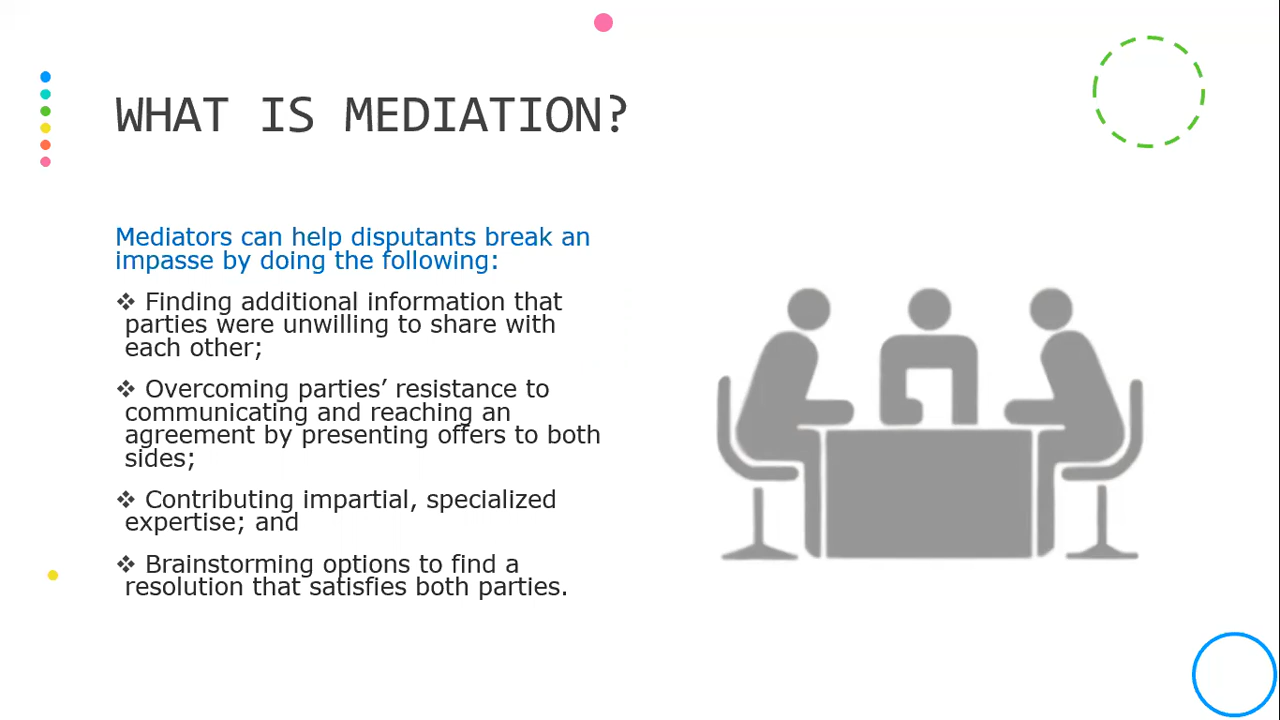 WHAT IS MEDIATION?
Mediators can help disputants break an
impasse by doing the following:
❖ Finding additional information that
parties were unwilling to share with
each other;
❖ Overcoming parties’ resistance to
communicating and reaching an
agreement by presenting offers to both
sides;
❖ Contributing impartial, specialized
expertise; and
❖ Brainstorming options to find a
resolution that satisfies both parties.